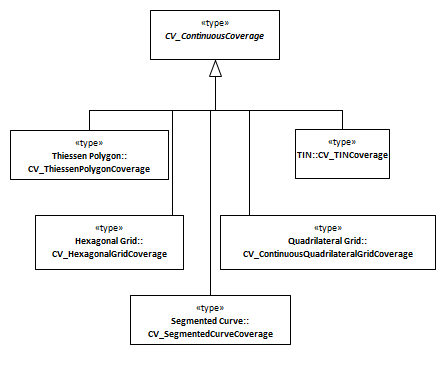 «type»
CV_ContinuousCoverage
«type»
Thiessen Polygon::
CV_ThiessenPolygonCoverage
«type»
TIN::CV_TINCoverage
«type»
Hexagonal Grid::
CV_HexagonalGridCoverage
«type»
Quadrilateral Grid::
CV_ContinuousQuadrilateralGridCoverage
«type»
Segmented Curve::
CV_SegmentedCurveCoverage